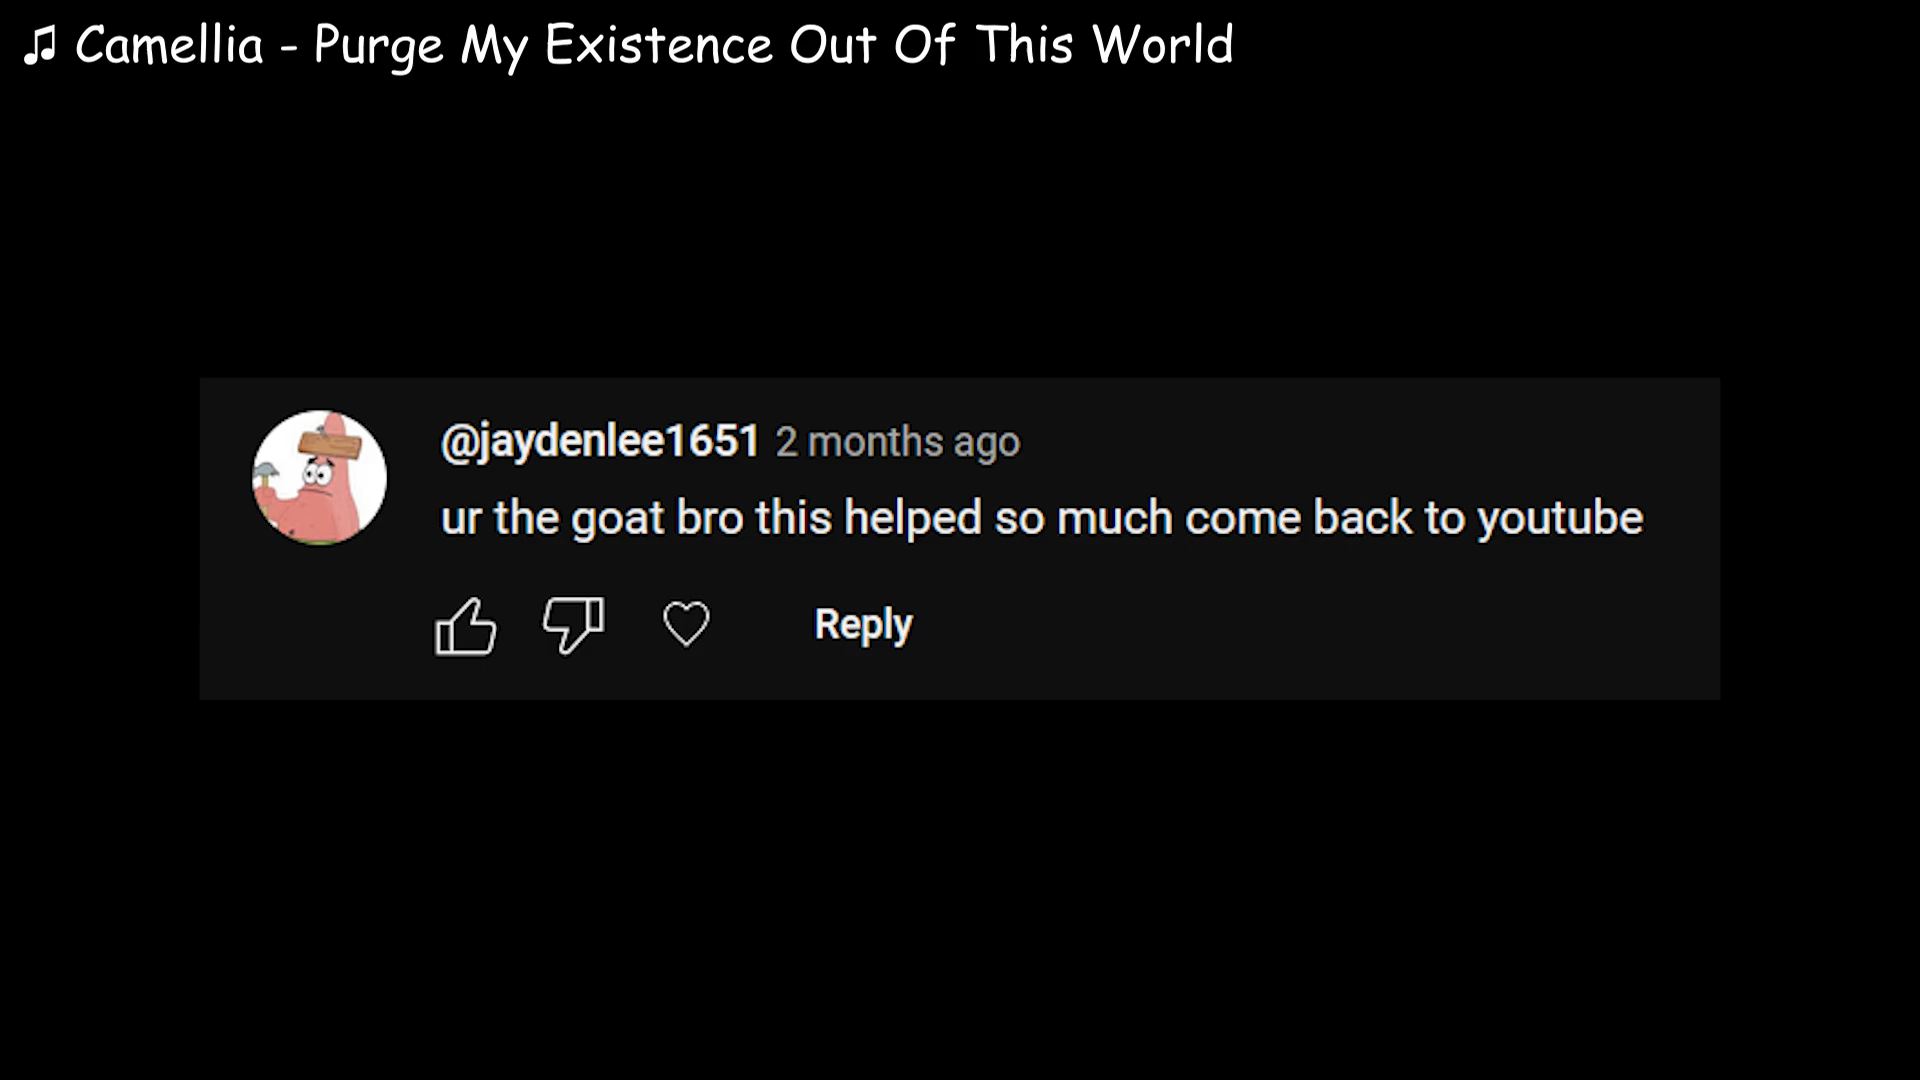 ♫ Camellia - Purge My Existence Out Of This World
@jaydenlee1651 2 months ago
ur the goat bro this helped so much come back to youtube
Reply